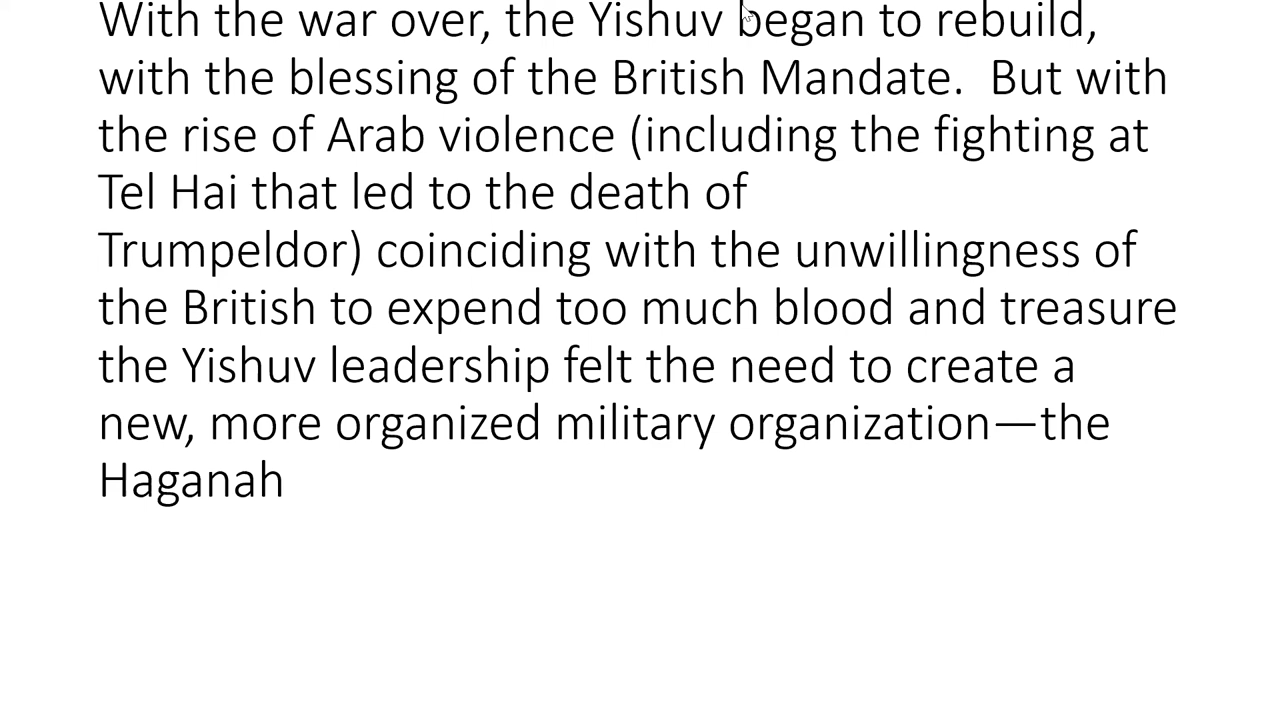 With the war over, the Yishuv began to rebuild,
with the blessing of the British Mandate.  But with
the rise of Arab violence (including the fighting at
Tel Hai that led to the death of
Trumpeldor) coinciding with the unwillingness of
the British to expend too much blood and treasure
the Yishuv leadership felt the need to create a
new, more organized military organization—the
Haganah